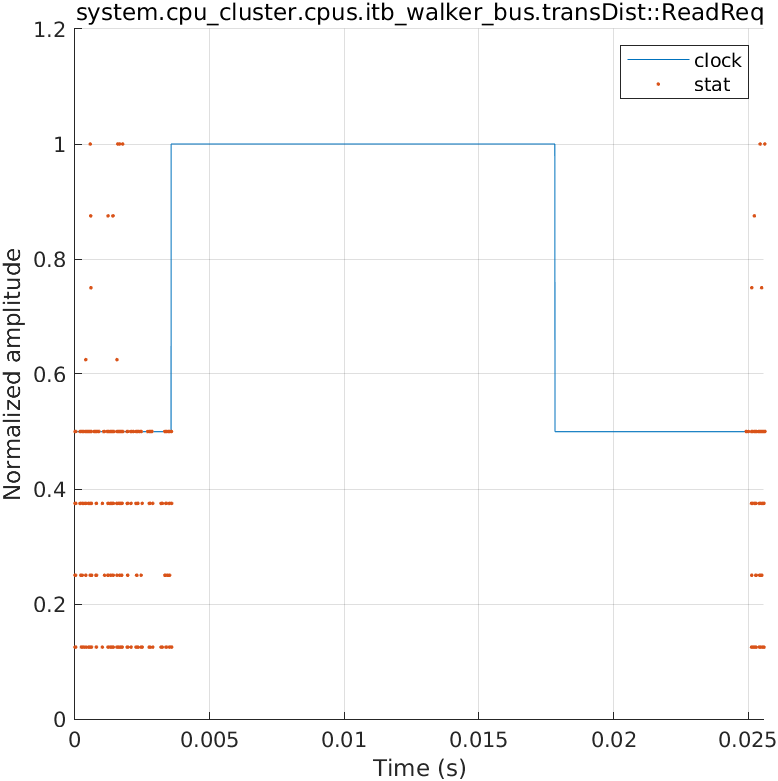 system.cpu_cluster.cpus.itb_walker_bus.transDist::ReadReq
1.2
1
0.8
0.6
0.4
0.2
0
Normalized amplitude
clock
stat
0
0.005
0.01
0.015
0.02
0.025
Time (s)